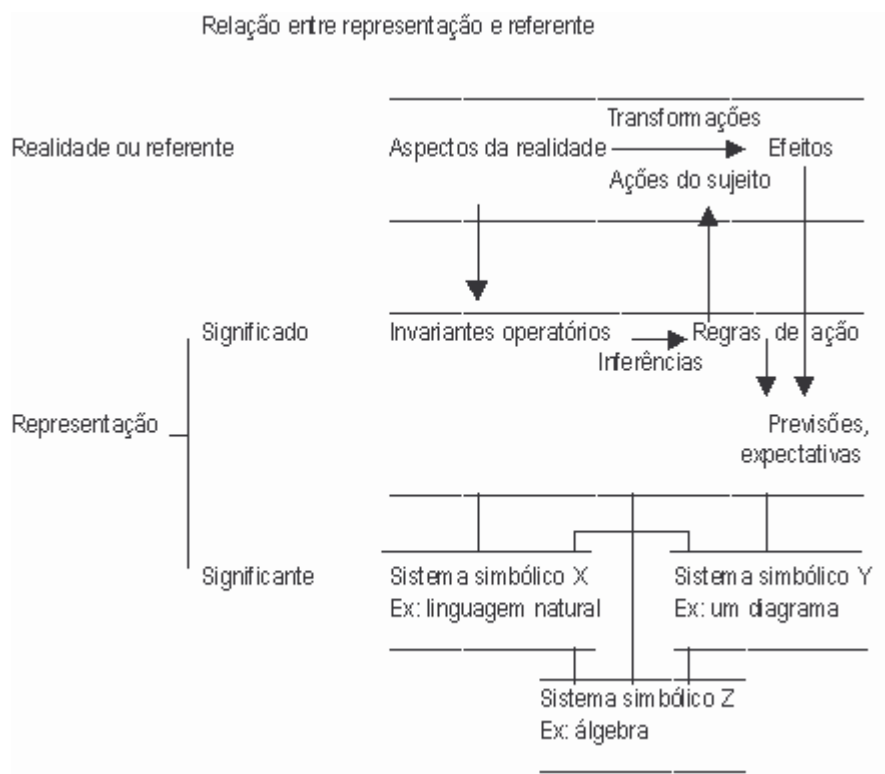 Relação entre representação e referente
Transformações
Realidade ou referente
Aspectos da realidade
Efeitos
Ações do sujeito
Significado
Invariantes operatórios
Regras de ação
Inferências
Representação
Previsões,
expectativas
Significante
Sistema simbólico X
Ex: linguagem natural
Sistema simbólico Y
Ex: um diagrama
Sistema simbólico Z
Ex: álgebra